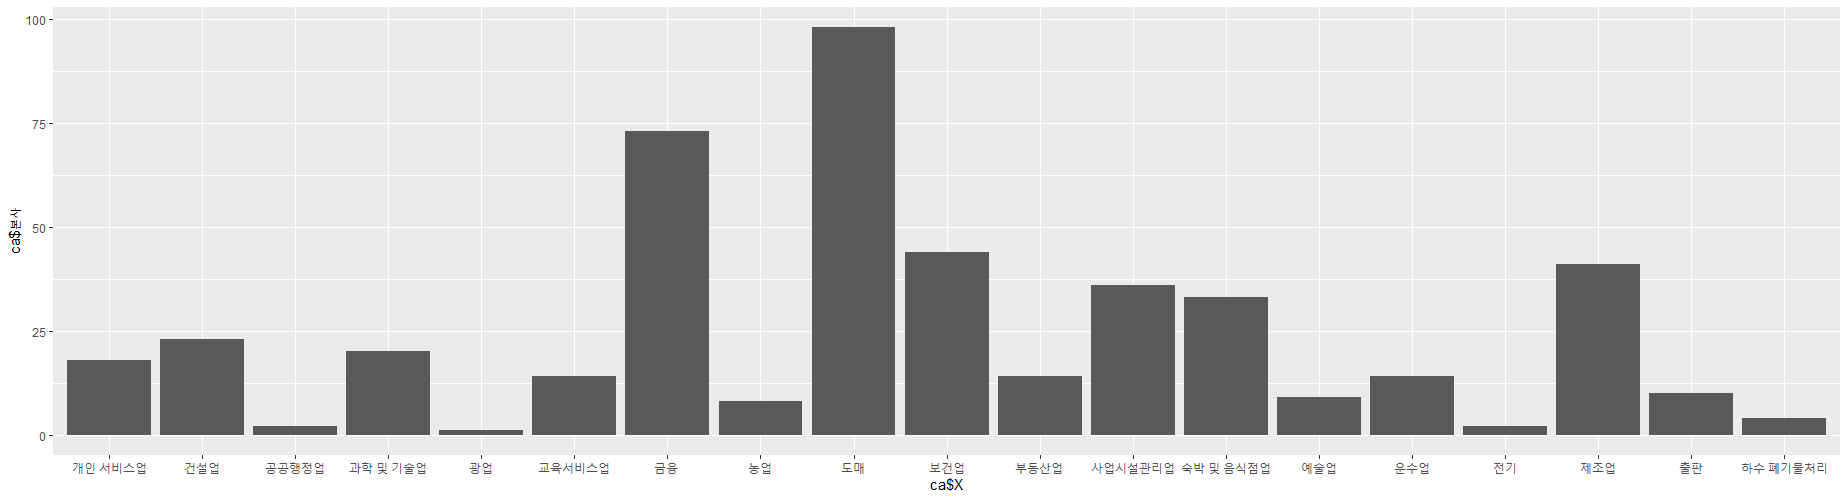 100
75
50
25
0
ca$본사
개인 서비스업 건설업 공공행정업 과학 및 기술업 광업 교육서비스업 금융 농업 도매 보건업 부동산업 사업시설관리업 숙박 및 음식점업 예술업 운수업 전기 제조업 출판 하수 폐기물처리
ca$X